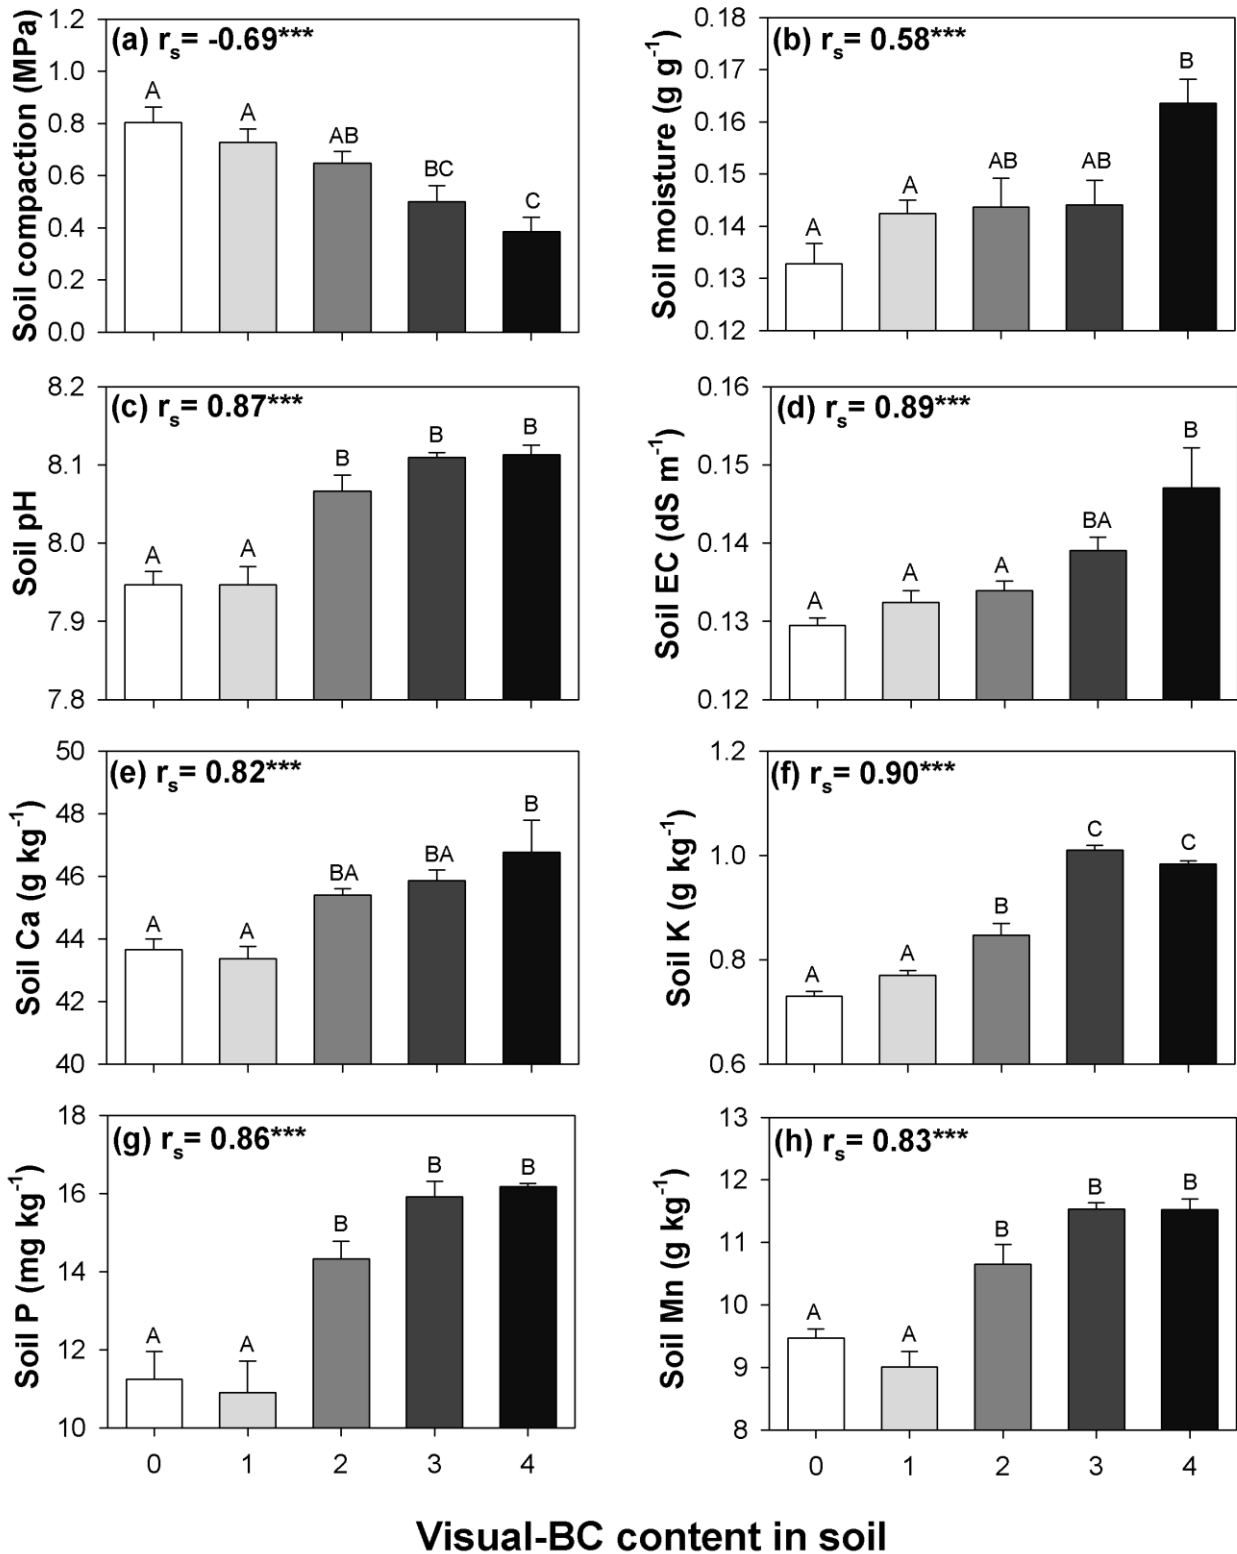 (a) rs= -0.69***
Soil compaction (MPa)
1.2
1.0
0.8
0.6
0.4
0.2
0.0
A
A
AB
BC
C
(b) rs= 0.58***
Soil moisture (g g-1)
0.18
0.17
0.16
0.15
0.14
0.13
0.12
A
A
AB
AB
B
(c) rs= 0.87***
Soil pH
8.2
8.1
8.0
7.9
7.8
A
A
B
B
B
(d) rs= 0.89***
Soil EC (dS m-1)
0.16
0.15
0.14
0.13
0.12
A
A
A
BA
B
(e) rs= 0.82***
Soil Ca (g kg-1)
50
48
46
44
42
40
A
A
BA
BA
B
(f) rs= 0.90***
Soil K (g kg-1)
1.2
1.0
0.8
0.6
A
A
B
C
C
(g) rs= 0.86***
Soil P (mg kg-1)
18
16
14
12
10
A
A
B
B
B
0 1 2 3 4
(h) rs= 0.83***
Soil Mn (g kg-1)
13
12
11
10
9
8
A
A
B
B
B
0 1 2 3 4
Visual-BC content in soil